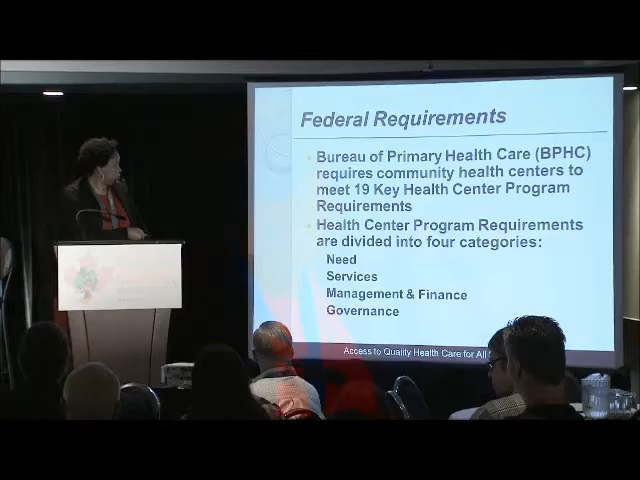 Federal Requirements
Bureau of Primary Health Care (BPHC)
requires community health centers to
meet 19 Key Health Center Program
Requirements
Health Center Program Requirements
are divided into four categories:
Need
Services
Management & Finance
Governance
Access to Quality Health Care for All